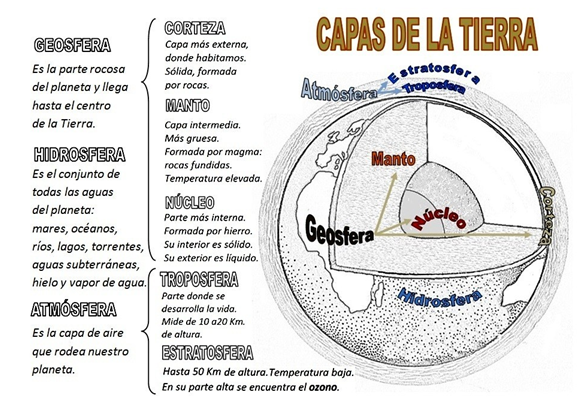 CAPAS DE LA TIERRA
GEOSFERA
Es la parte rocosa
del planeta y llega
hasta el centro
de la Tierra.
HIDROSFERA
Es el conjunto de
todas las aguas
del planeta:
mares, océanos,
ríos, lagos, torrentes,
aguas subterráneas,
hielo y vapor de agua.
ATMÓSFERA
Es la capa de aire
que rodea nuestro
planeta.
CORTEZA
Capa más externa,
donde habitamos.
Sólida, formada
por rocas.
MANTO
Capa intermedia.
Más gruesa.
Formada por magma:
rocas fundidas.
Temperatura elevada.
NÚCLEO
Parte más interna.
Formada por hierro.
Su interior es sólido.
Su exterior es líquido.
TROPOSFERA
Parte donde se
desarrolla la vida.
Mide de 10 a20 Km.
de altura.
ESTRATOSFERA
Hasta 50 Km de altura.Temperatura baja.
En su parte alta se encuentra el ozono.
Atmósfera
Estratosfera
Troposfera
Manto
Geosfera
Núcleo
Corteza
Hidrosfera